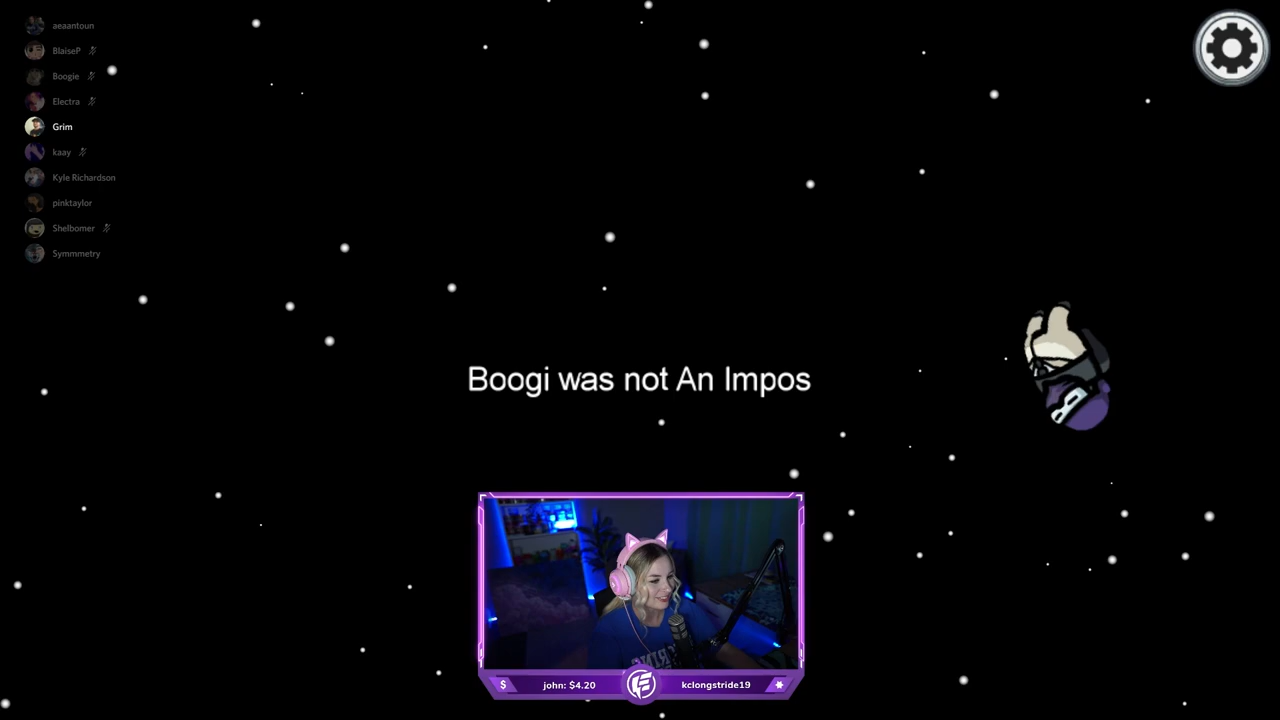 aeaantoun
BlaiseP
Boogie
Electra
Grim
kaay
Kyle Richardson
pinktaylor
Shelbomer
Symmmetry
Boogi was not An Impos
$ john: $4.20
kclongstride19